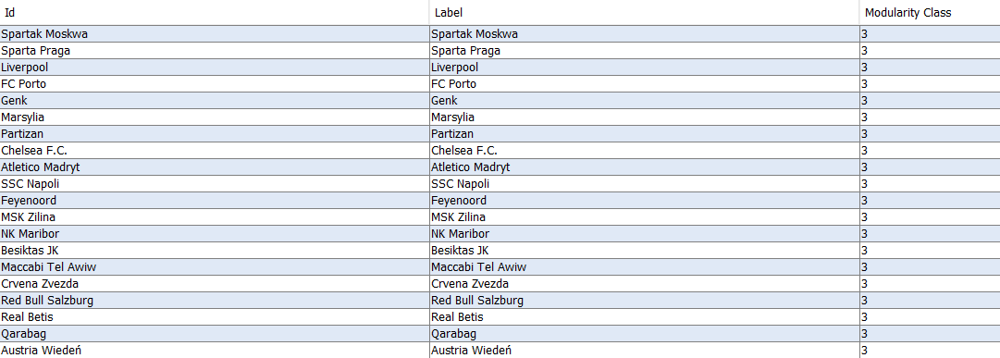 Id Label Modularity Class
Spartak Moskwa Spartak Moskwa 3
Sparta Praga Sparta Praga 3
Liverpool Liverpool 3
FC Porto FC Porto 3
Genk Genk 3
Marsylia Marsylia 3
Partizan Partizan 3
Chelsea F.C. Chelsea F.C. 3
Atletico Madryt Atletico Madryt 3
SSC Napoli SSC Napoli 3
Feyenoord Feyenoord 3
MSK Zilina MSK Zilina 3
NK Maribor NK Maribor 3
Besiktas JK Besiktas JK 3
Maccabi Tel Awiw Maccabi Tel Awiw 3
Crvena Zvezda Crvena Zvezda 3
Red Bull Salzburg Red Bull Salzburg 3
Real Betis Real Betis 3
Qarabag Qarabag 3
Austria Wiedeń Austria Wiedeń 3